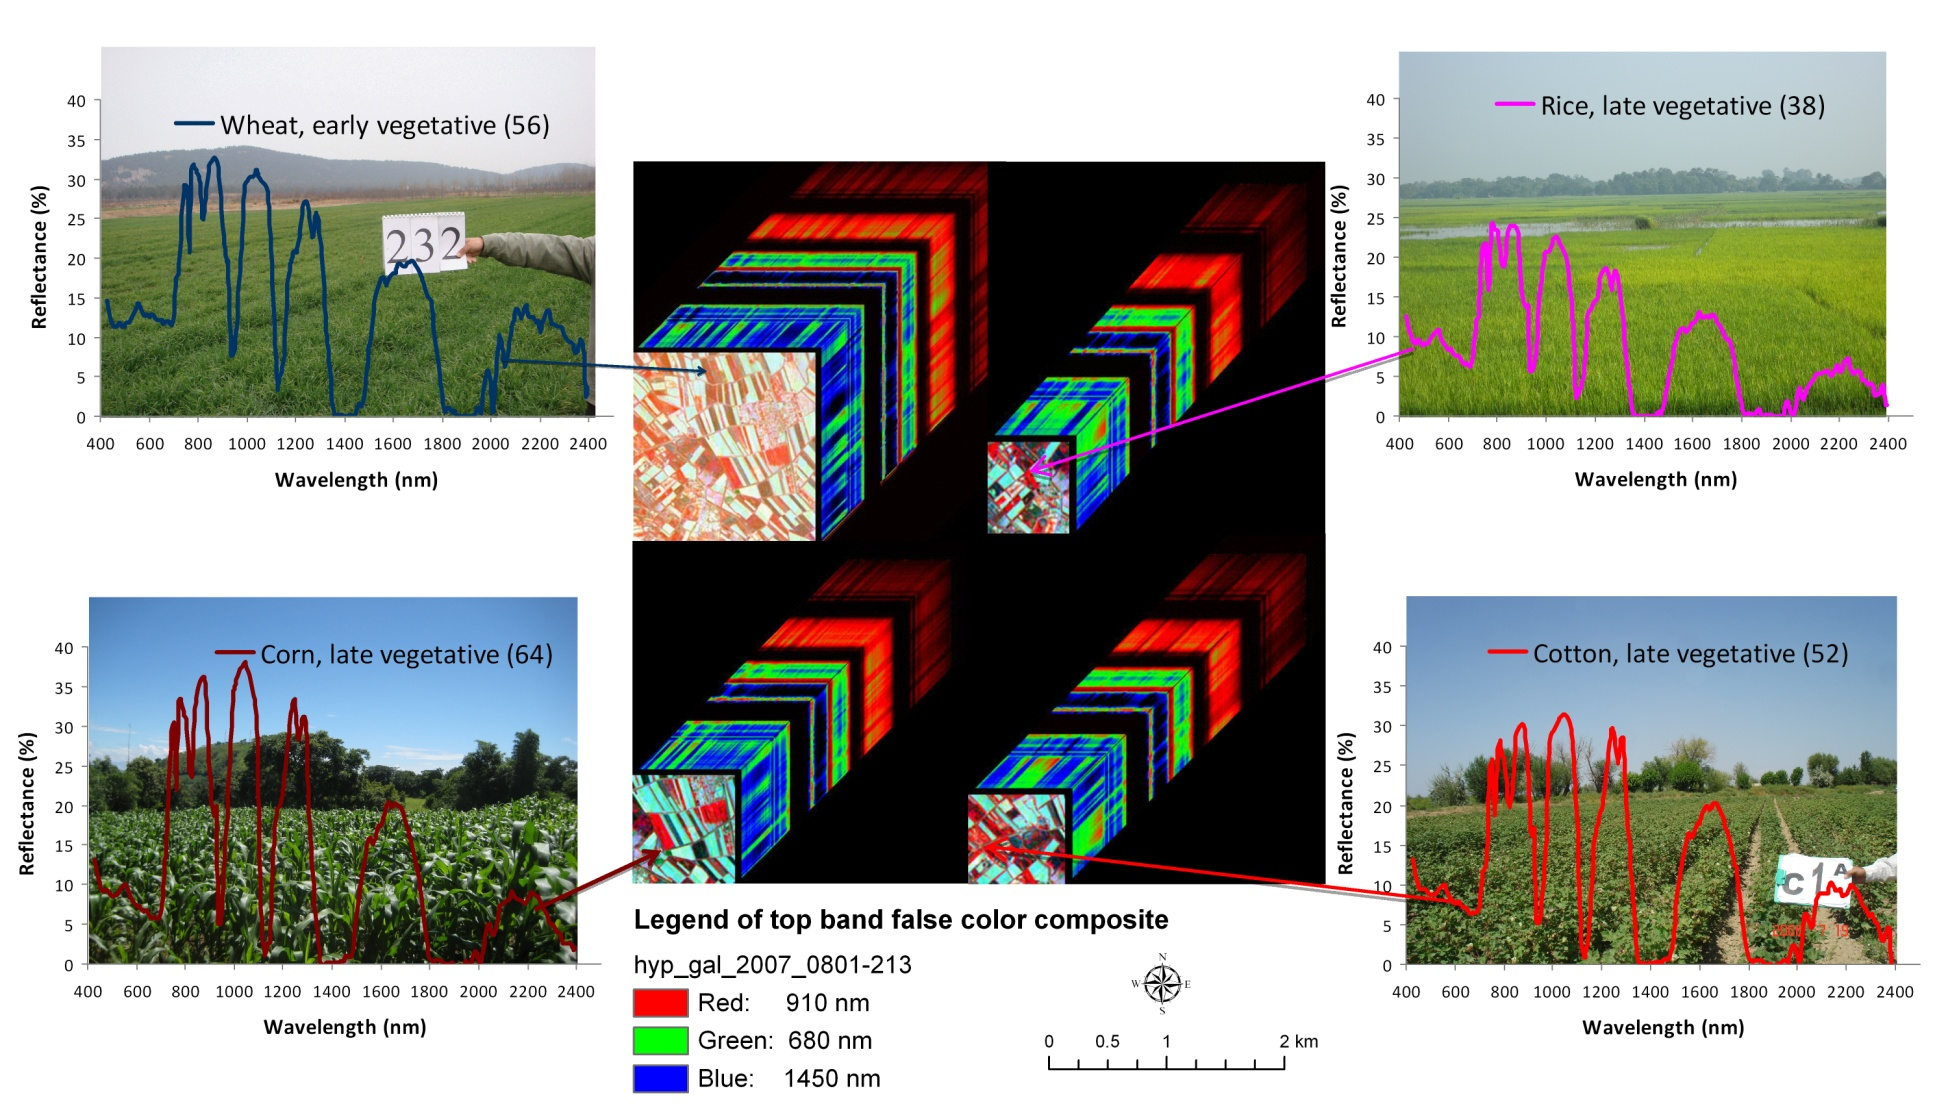 Wheat, early vegetative (56)
40
35
30
25
20
15
10
5
0
Reflectance (%)
400 600 800 1000 1200 1400 1600 1800 2000 2200 2400
Wavelength (nm)
232
Rice, late vegetative (38)
40
35
30
25
20
15
10
5
0
Reflectance (%)
400 600 800 1000 1200 1400 1600 1800 2000 2200 2400
Wavelength (nm)
Corn, late vegetative (64)
40
35
30
25
20
15
10
5
0
Reflectance (%)
400 600 800 1000 1200 1400 1600 1800 2000 2200 2400
Wavelength (nm)
Legend of top band false color composite
hyp_gal_2007_0801-213
Red: 910 nm
Green: 680 nm
Blue: 1450 nm
N
W E
S
0 0.5 1 2 km
Cotton, late vegetative (52)
40
35
30
25
20
15
10
5
0
Reflectance (%)
C1A
400 600 800 1000 1200 1400 1600 1800 2000 2200 2400
Wavelength (nm)